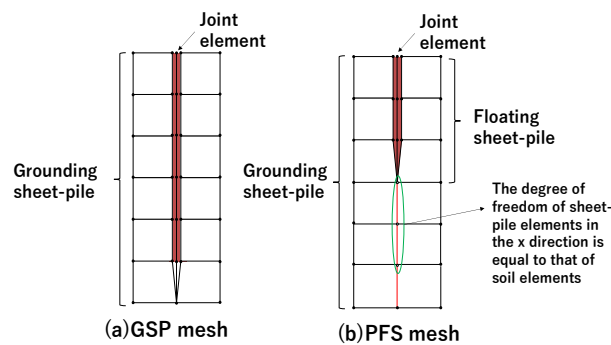 Joint
element
Grounding
sheet-pile
(a)GSP mesh
Joint
element
Floating
sheet-pile
Grounding
sheet-pile
The degree of
freedom of sheet-
pile elements in
the x direction is
equal to that of
soil elements
(b)PFS mesh